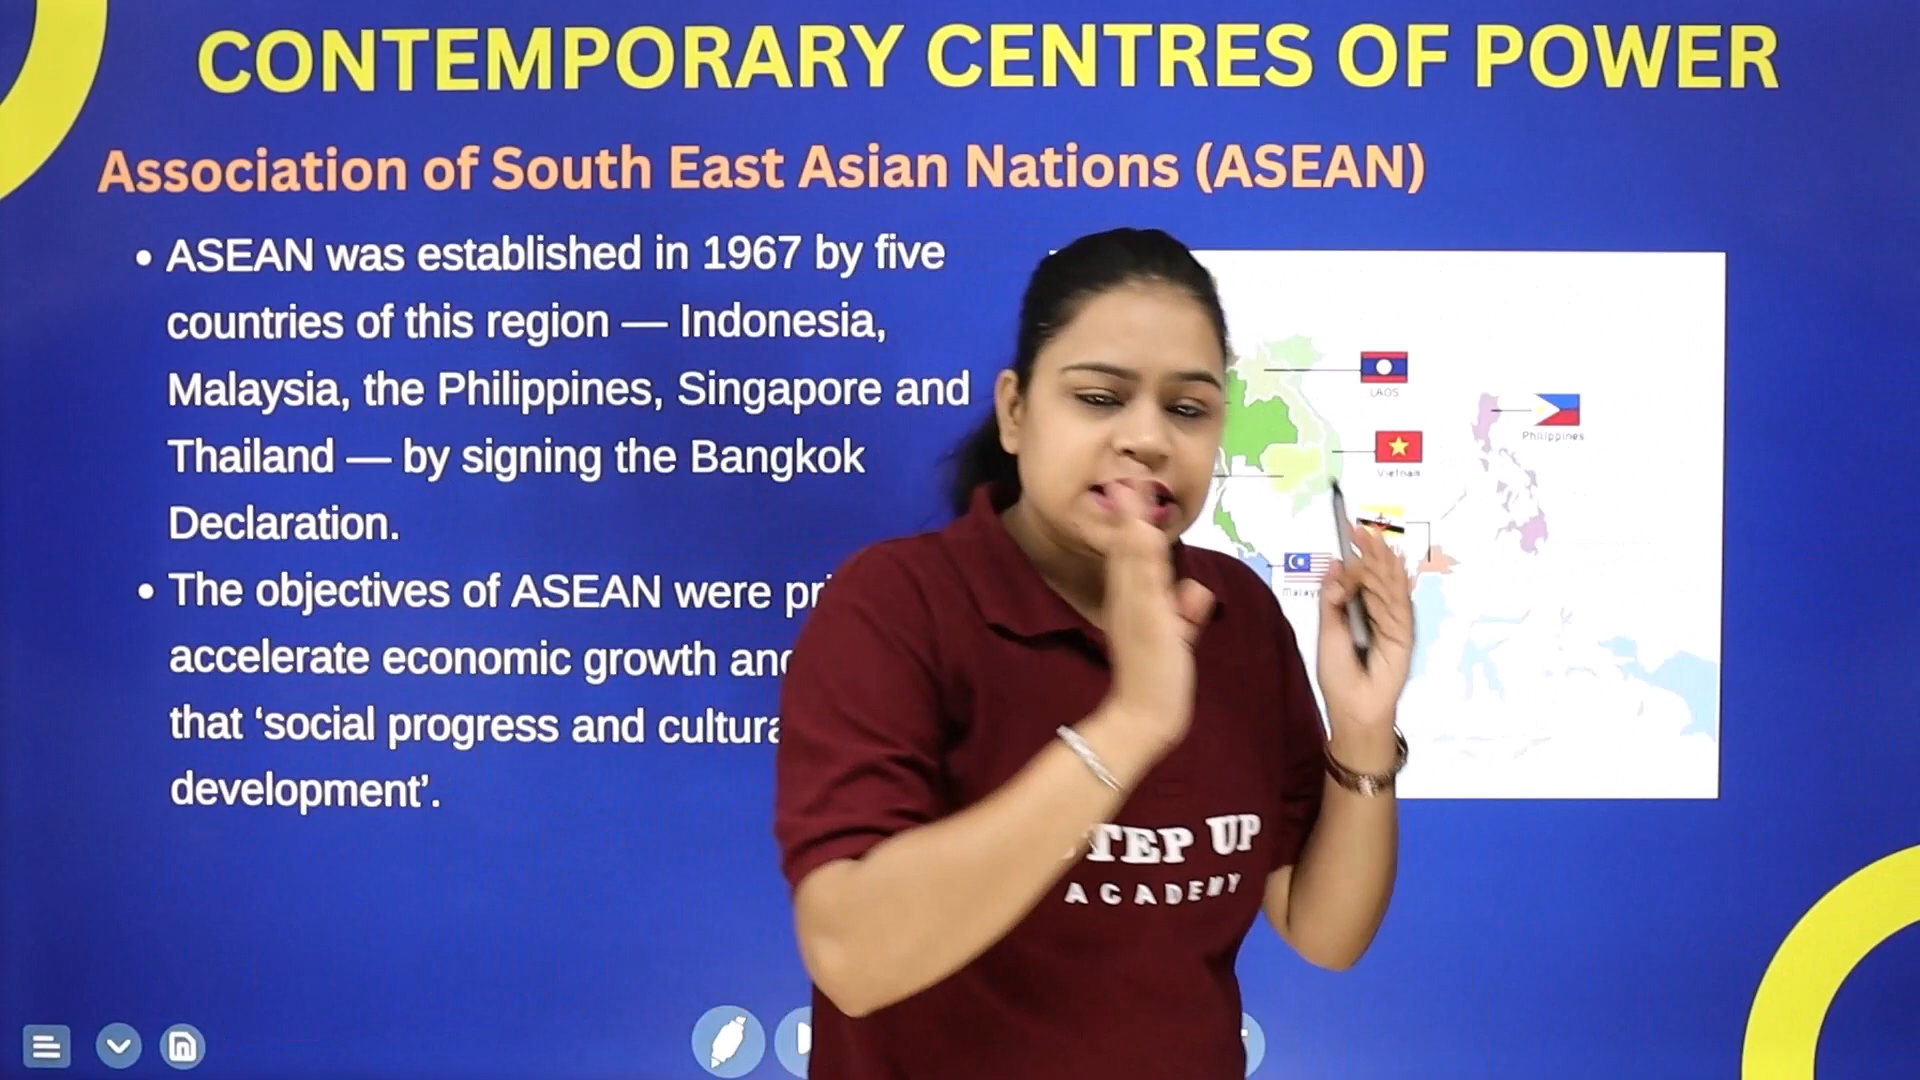 CONTEMPORARY CENTRES OF POWER
Association of South East Asian Nations (ASEAN)
• ASEAN was established in 1967 by five
countries of this region — Indonesia,
Malaysia, the Philippines, Singapore and
Thailand — by signing the Bangkok
Declaration.
• The objectives of ASEAN were
accelerate economic growth
that ‘social progress and
development’.
LAOS
Philippines
Vietnam
UP
ACADEMY